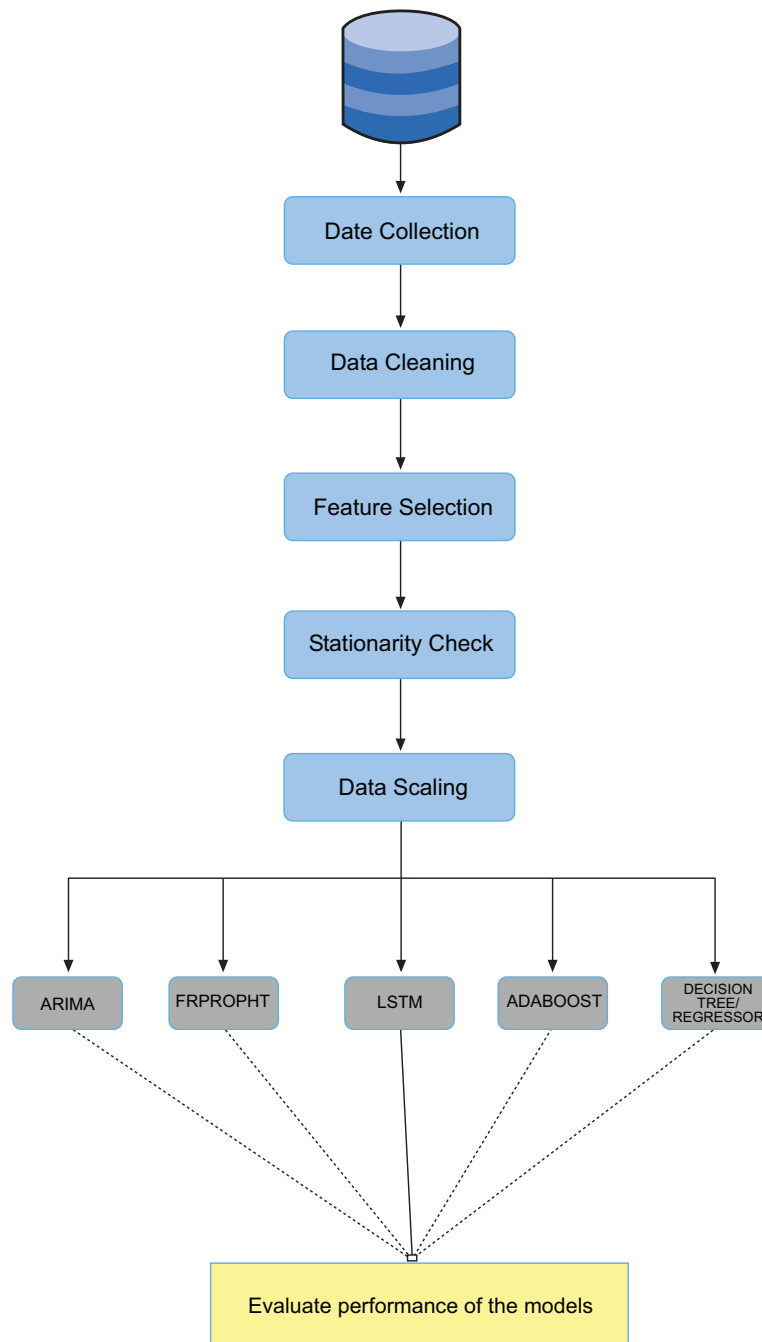 Date Collection
Data Cleaning
Feature Selection
Stationarity Check
Data Scaling
ARIMA
FRPROPHT
LSTM
ADABOOST
DECISION
TREE/
REGRESSOR
Evaluate performance of the models